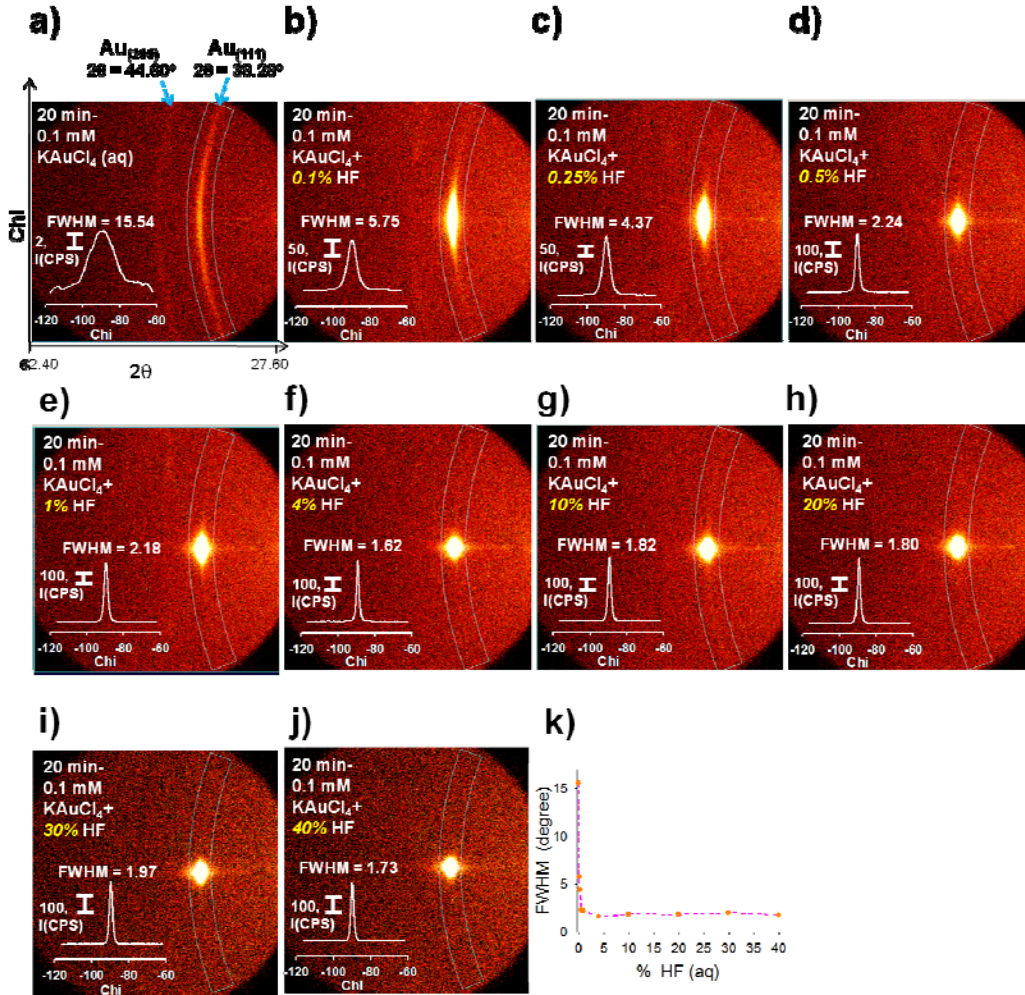 a)
b)
c)
d)
Au(200)
2θ = 44.60°
Au(111)
2θ = 38.28°
20 min-
0.1 mM
KAuCl₄ (aq)
FWHM = 15.54
2,
I(CPS)
-120 -100 -80 -60
Chi
Chi
2θ
27.60
20 min-
0.1 mM
KAuCl₄+
0.1% HF
FWHM = 5.75
50,
I(CPS)
-120 -100 -80 -60
Chi
20 min-
0.1 mM
KAuCl₄+
0.25% HF
FWHM = 4.37
50,
I(CPS)
-120 -100 -80 -60
Chi
20 min-
0.1 mM
KAuCl₄+
0.5% HF
FWHM = 2.24
100,
I(CPS)
-120 -100 -80 -60
Chi
e)
f)
g)
h)
20 min-
0.1 mM
KAuCl₄+
1% HF
FWHM = 2.18
100,
I(CPS)
-120 -100 -80 -60
Chi
20 min-
0.1 mM
KAuCl₄+
4% HF
FWHM = 1.62
100,
I(CPS)
-120 -100 -80 -60
Chi
20 min-
0.1 mM
KAuCl₄+
10% HF
FWHM = 1.82
100,
I(CPS)
-120 -100 -80 -60
Chi
20 min-
0.1 mM
KAuCl₄+
20% HF
FWHM = 1.80
100,
I(CPS)
-120 -100 -80 -60
Chi
i)
j)
k)
20 min-
0.1 mM
KAuCl₄+
30% HF
FWHM = 1.97
100,
I(CPS)
-120 -100 -80 -60
Chi
20 min-
0.1 mM
KAuCl₄+
40% HF
FWHM = 1.73
100,
I(CPS)
-120 -100 -80 -60
Chi
FWHM (degree)
15
10
5
0
0 5 10 15 20 25 30 35 40
% HF (aq)